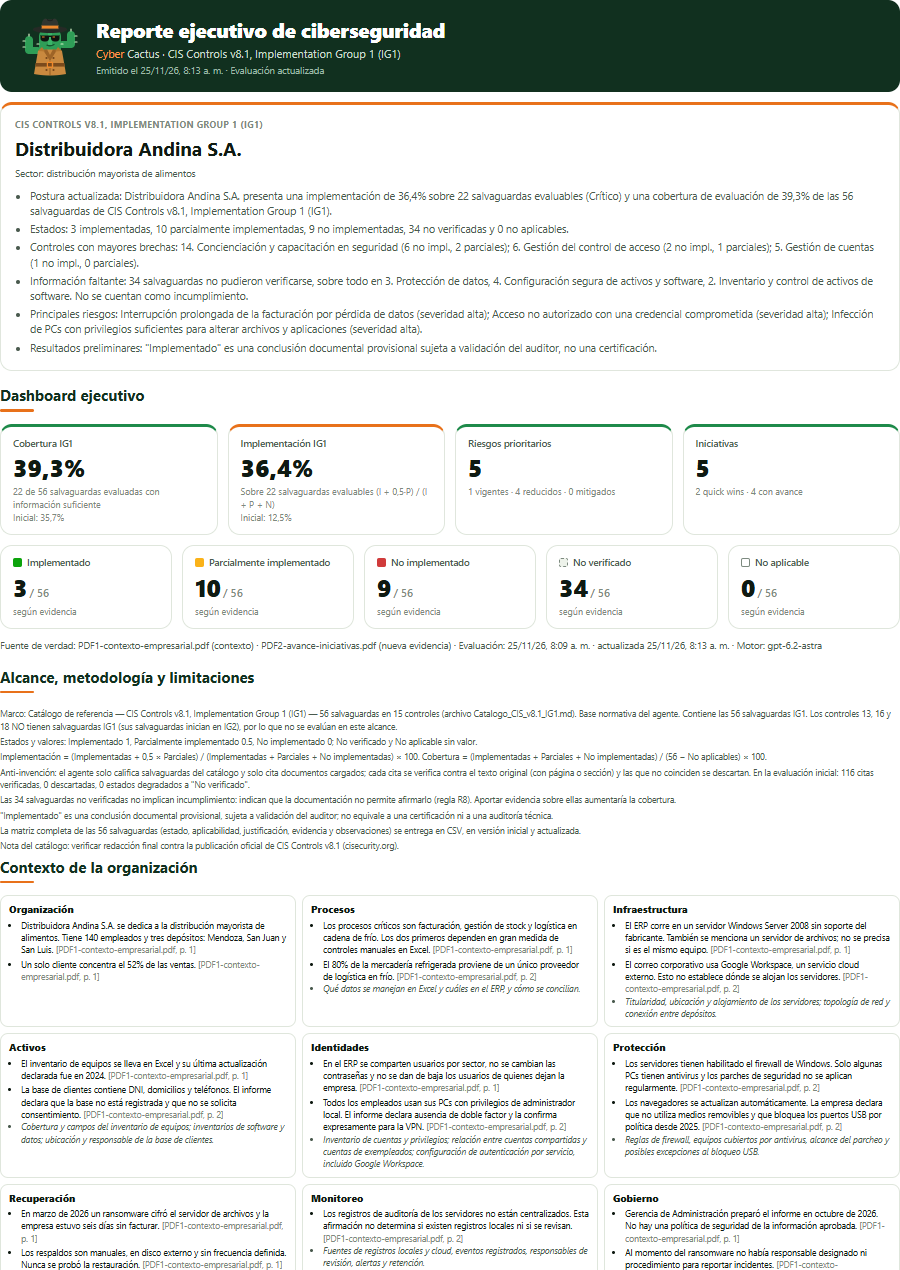 Reporte ejecutivo de ciberseguridad
Cyber Cactus · CIS Controls v8.1, Implementation Group 1 (IG1)
Emitido el 25/11/26, 8:13 a. m. · Evaluación actualizada
CIS CONTROLS V8.1, IMPLEMENTATION GROUP 1 (IG1)
Distribuidora Andina S.A.
Sector: distribución mayorista de alimentos
• Postura actualizada: Distribuidora Andina S.A. presenta una implementación de 36,4% sobre 22 salvaguardas evaluables (Crítico) y una cobertura de evaluación de 39,3% de las 56
salvaguardas de CIS Controls v8.1, Implementation Group 1 (IG1).
• Estados: 3 implementadas, 10 parcialmente implementadas, 9 no implementadas, 34 no verificadas y 0 no aplicables.
• Controles con mayores brechas: 14. Concienciación y capacitación en seguridad (6 no impl., 2 parciales); 6. Gestión del control de acceso (2 no impl., 1 parciales); 5. Gestión de cuentas
(1 no impl., 0 parciales).
• Información faltante: 34 salvaguardas no pudieron verificarse, sobre todo en 3. Protección de datos, 4. Configuración segura de activos y software, 2. Inventario y control de activos de
software. No se cuentan como incumplimiento.
• Principales riesgos: Interrupción prolongada de la facturación por pérdida de datos (severidad alta); Acceso no autorizado con una credencial comprometida (severidad alta); Infección
de PCs con privilegios suficientes para alterar archivos y aplicaciones (severidad alta).
• Resultados preliminares: "Implementado" es una conclusión documental provisional sujeta a validación del auditor, no una certificación.
Dashboard ejecutivo
Cobertura IG1
39,3%
22 de 56 salvaguardas evaluadas con
información suficiente
Inicial: 35,7%
Implementación IG1
36,4%
Sobre 22 salvaguardas evaluables (I + 0,5·P) / (I
+ P + N)
Inicial: 12,5%
Riesgos prioritarios
5
1 vigentes · 4 reducidos · 0 mitigados
Iniciativas
5
2 quick wins · 4 con avance
Implementado
3 / 56
según evidencia
Parcialmente implementado
10 / 56
según evidencia
No implementado
9 / 56
según evidencia
No verificado
34 / 56
según evidencia
No aplicable
0 / 56
según evidencia
Fuente de verdad: PDF1-contexto-empresarial.pdf (contexto) · PDF2-avance-iniciativas.pdf (nueva evidencia) · Evaluación: 25/11/26, 8:09 a. m. · actualizada 25/11/26, 8:13 a. m. · Motor: gpt-6.2-astra
Alcance, metodología y limitaciones
Marco: Catálogo de referencia — CIS Controls v8.1, Implementation Group 1 (IG1) — 56 salvaguardas en 15 controles (archivo Catalogo_CIS_v8.1_IG1.md). Base normativa del agente. Contiene las 56 salvaguardas IG1. Los controles 13, 16 y
18 NO tienen salvaguardas IG1 (sus salvaguardas inician en IG2), por lo que no se evalúan en este alcance.
Estados y valores: Implementado 1, Parcialmente implementado 0.5, No implementado 0; No verificado y No aplicable sin valor.
Implementación = (Implementadas + 0,5 × Parciales) / (Implementadas + Parciales + No implementadas) × 100. Cobertura = (Implementadas + Parciales + No implementadas) / (56 − No aplicables) × 100.
Anti-invención: el agente solo califica salvaguardas del catálogo y solo cita documentos cargados; cada cita se verifica contra el texto original (con página o sección) y las que no coinciden se descartan. En la evaluación inicial: 116 citas
verificadas, 0 descartadas, 0 estados degradados a "No verificado".
Las 34 salvaguardas no verificadas no implican incumplimiento: indican que la documentación no permite afirmarlo (regla R8). Aportar evidencia sobre ellas aumentaría la cobertura.
"Implementado" es una conclusión documental provisional, sujeta a validación del auditor; no equivale a una certificación ni a una auditoría técnica.
La matriz completa de las 56 salvaguardas (estado, aplicabilidad, justificación, evidencia y observaciones) se entrega en CSV, en versión inicial y actualizada.
Nota del catálogo: verificar redacción final contra la publicación oficial de CIS Controls v8.1 (cisecurity.org).
Contexto de la organización
Organización
• Distribuidora Andina S.A. se dedica a la distribución mayorista de
alimentos. Tiene 140 empleados y tres depósitos: Mendoza, San Juan y
San Luis. [PDF1-contexto-empresarial.pdf, p. 1]
• Un solo cliente concentra el 52% de las ventas. [PDF1-contexto-
empresarial.pdf, p. 1]
Procesos
• Los procesos críticos son facturación, gestión de stock y logística en
cadena de frío. Los dos primeros dependen en gran medida de
controles manuales en Excel. [PDF1-contexto-empresarial.pdf, p. 1]
• El 80% de la mercadería refrigerada proviene de un único proveedor
de logística en frío. [PDF1-contexto-empresarial.pdf, p. 2]
• Qué datos se manejan en Excel y cuáles en el ERP, y cómo se concilian.
Infraestructura
• El ERP corre en un servidor Windows Server 2008 sin soporte del
fabricante. También se menciona un servidor de archivos; no se precisa
si es el mismo equipo. [PDF1-contexto-empresarial.pdf, p. 1]
• El correo corporativo usa Google Workspace, un servicio cloud
externo. Esto no establece dónde se alojan los servidores. [PDF1-
contexto-empresarial.pdf, p. 2]
• Titularidad, ubicación y alojamiento de los servidores; topología de red y
conexión entre depósitos.
Activos
• El inventario de equipos se lleva en Excel y su última actualización
declarada fue en 2024. [PDF1-contexto-empresarial.pdf, p. 1]
• La base de clientes contiene DNI, domicilios y teléfonos. El informe
declara que la base no está registrada y que no se solicita
consentimiento. [PDF1-contexto-empresarial.pdf, p. 2]
• Cobertura y campos del inventario de equipos; inventarios de software y
datos; ubicación y responsable de la base de clientes.
Identidades
• En el ERP se comparten usuarios por sector, no se cambian las
contraseñas y no se dan de baja los usuarios de quienes dejan la
empresa. [PDF1-contexto-empresarial.pdf, p. 1]
• Todos los empleados usan sus PCs con privilegios de administrador
local. El informe declara ausencia de doble factor y la confirma
expresamente para la VPN. [PDF1-contexto-empresarial.pdf, p. 2]
• Inventario de cuentas y privilegios; relación entre cuentas compartidas y
cuentas de exempleados; configuración de autenticación por servicio,
incluido Google Workspace.
Protección
• Los servidores tienen habilitado el firewall de Windows. Solo algunas
PCs tienen antivirus y los parches de seguridad no se aplican
regularmente. [PDF1-contexto-empresarial.pdf, p. 2]
• Los navegadores se actualizan automáticamente. La empresa declara
que no utiliza medios removibles y que bloquea los puertos USB por
política desde 2025. [PDF1-contexto-empresarial.pdf, p. 2]
• Reglas de firewall, equipos cubiertos por antivirus, alcance del parcheo y
posibles excepciones al bloqueo USB.
Recuperación
• En marzo de 2026 un ransomware cifró el servidor de archivos y la
empresa estuvo seis días sin facturar. [PDF1-contexto-empresarial.pdf,
p. 1]
• Los respaldos son manuales, en disco externo y sin frecuencia definida.
Nunca se probó la restauración. [PDF1-contexto-empresarial.pdf, p. 1]
Monitoreo
• Los registros de auditoría de los servidores no están centralizados. Esta
afirmación no determina si existen registros locales ni si se revisan.
[PDF1-contexto-empresarial.pdf, p. 2]
• Fuentes de registros locales y cloud, eventos registrados, responsables de
revisión, alertas y retención.
Gobierno
• Gerencia de Administración preparó el informe en octubre de 2026.
No hay una política de seguridad de la información aprobada. [PDF1-
contexto-empresarial.pdf, p. 1]
• Al momento del ransomware no había responsable designado ni
procedimiento para reportar incidentes. [PDF1-contexto-